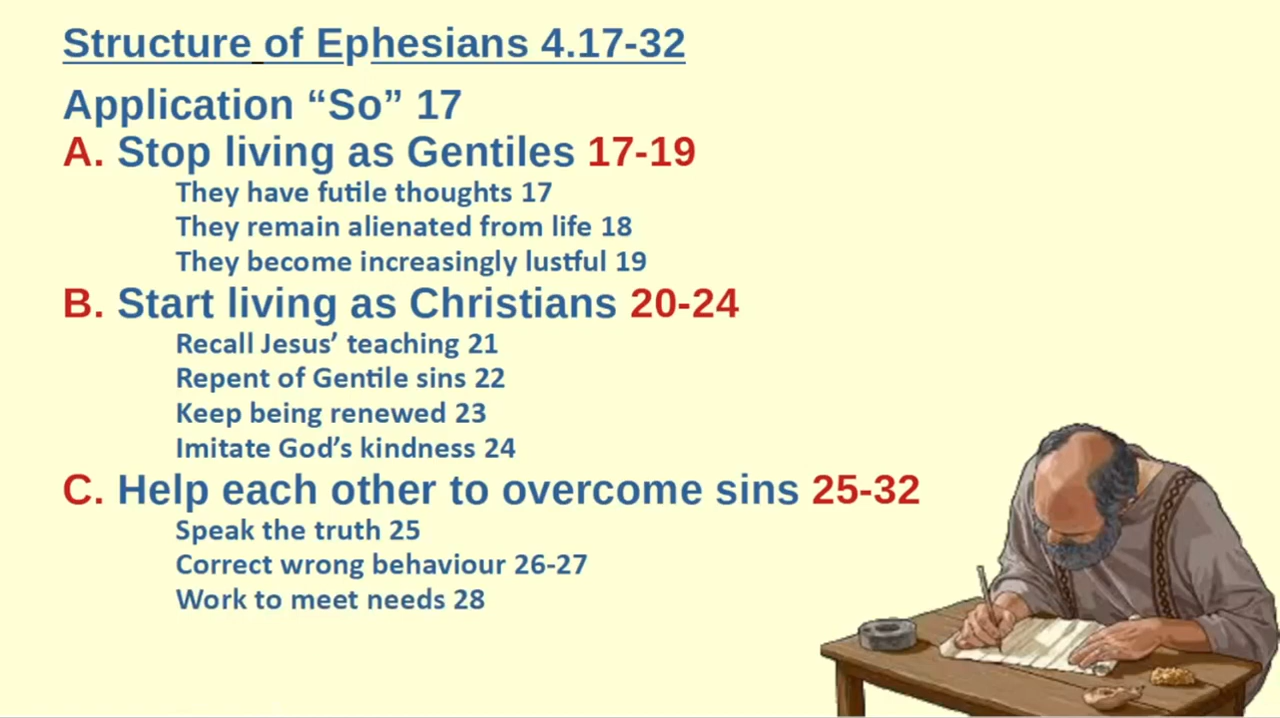 Structure of Ephesians 4.17-32
Application “So” 17
A. Stop living as Gentiles 17-19
They have futile thoughts 17
They remain alienated from life 18
They become increasingly lustful 19
B. Start living as Christians 20-24
Recall Jesus’ teaching 21
Repent of Gentile sins 22
Keep being renewed 23
Imitate God’s kindness 24
C. Help each other to overcome sins 25-32
Speak the truth 25
Correct wrong behaviour 26-27
Work to meet needs 28